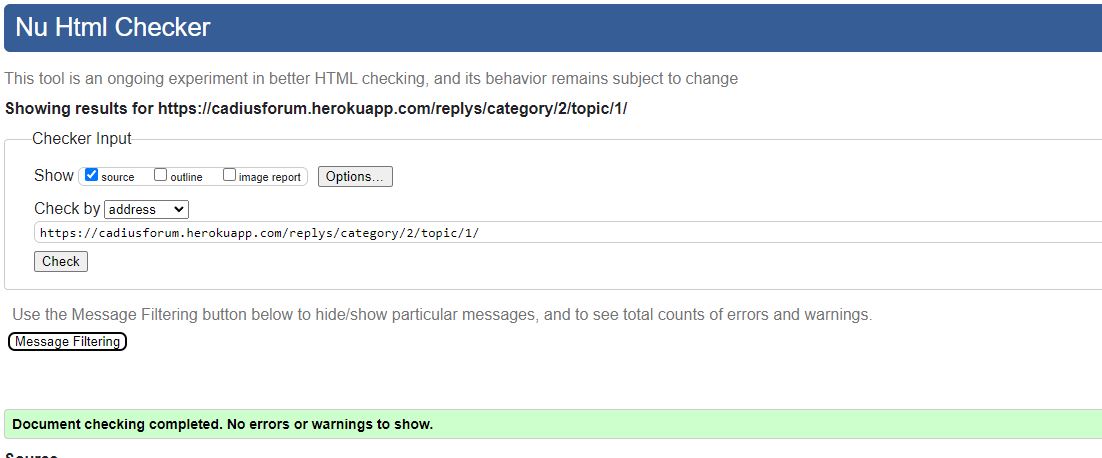 Nu Html Checker
This tool is an ongoing experiment in better HTML checking, and its behavior remains subject to change
Showing results for https://cadiusforum.herokuapp.com/replys/category/2/topic/1/
Checker Input
Show source outline image report Options...
Check by address
https://cadiusforum.herokuapp.com/replys/category/2/topic/1/
Check
Use the Message Filtering button below to hide/show particular messages, and to see total counts of errors and warnings.
Message Filtering
Document checking completed. No errors or warnings to show.
Source